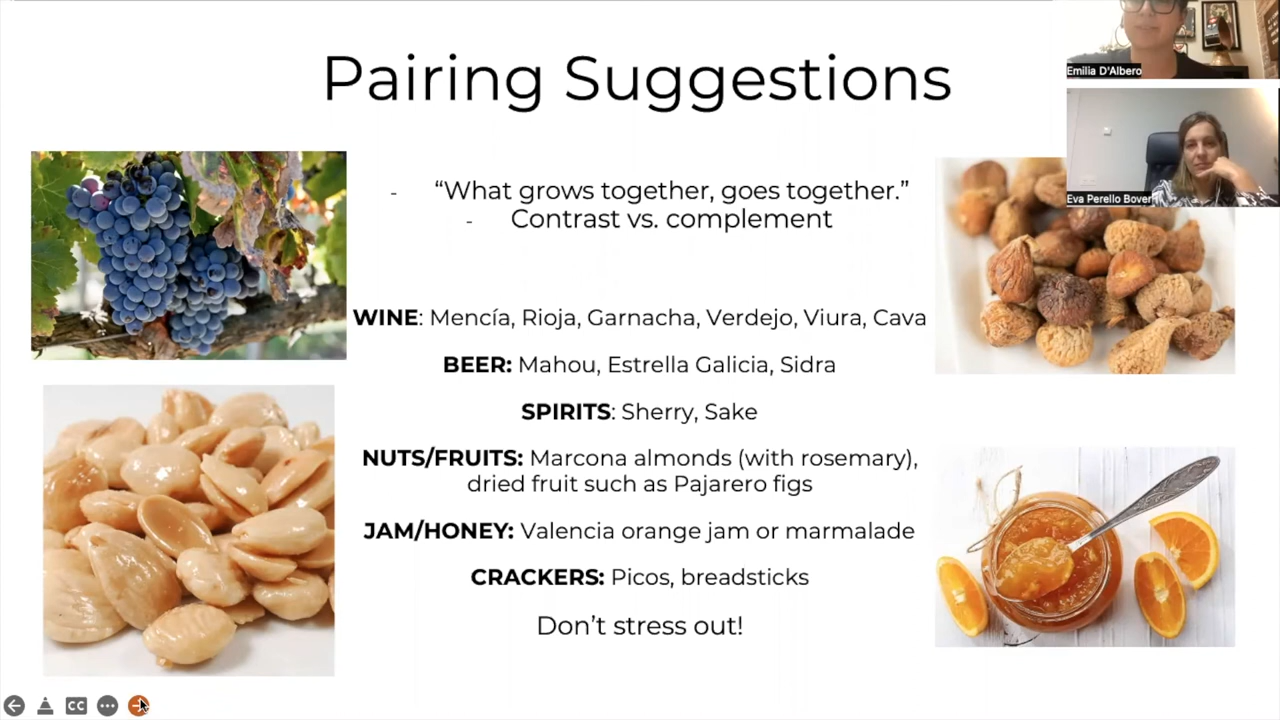 Pairing Suggestions
Emilia D'Albero
Eva Perello Bover
- “What grows together, goes together.”
- Contrast vs. complement
WINE: Mencía, Rioja, Garnacha, Verdejo, Viura, Cava
BEER: Mahou, Estrella Galicia, Sidra
SPIRITS: Sherry, Sake
NUTS/FRUITS: Marcona almonds (with rosemary),
dried fruit such as Pajarero figs
JAM/HONEY: Valencia orange jam or marmalade
CRACKERS: Picos, breadsticks
Don’t stress out!
CC